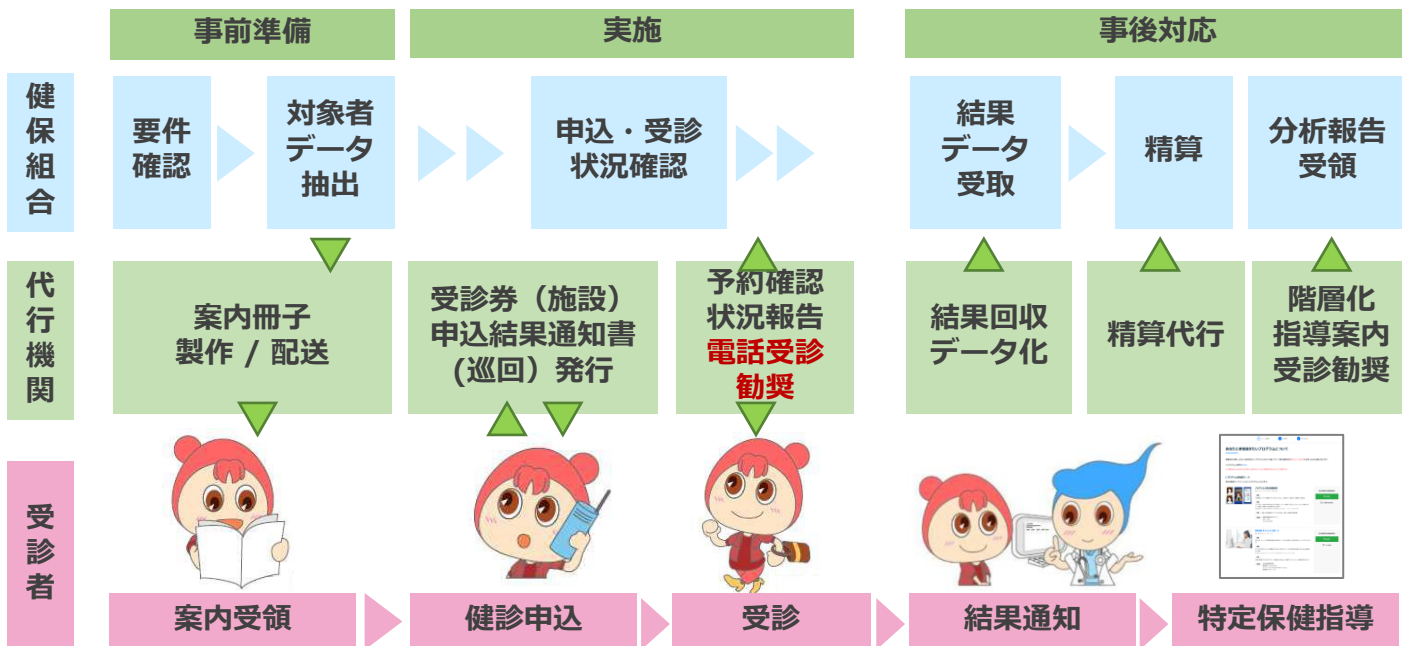 事前準備
実施
事後対応
健
保
組
合
要件
確認
対象者
データ
抽出
申込・受診
状況確認
結果
データ
受取
精算
分析報告
受領
代
行
機
関
案内冊子
製作 / 配送
受診券（施設）
申込結果通知書
(巡回）発行
予約確認
状況報告
電話受診
勧奨
結果回収
データ化
精算代行
階層化
指導案内
受診勧奨
受
診
者
案内受領
健診申込
受診
結果通知
特定保健指導